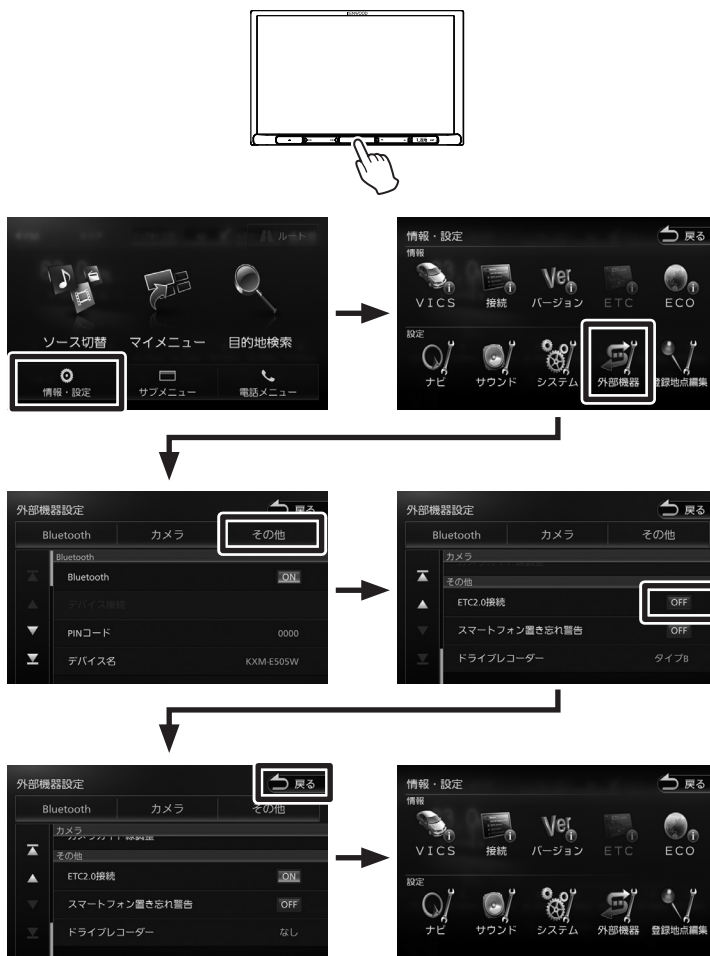 KENWOOD
ルート
ソース切替 マイメニュー 目的地検索
情報・設定 サブメニュー 電話メニュー
情報・設定 戻る
情報
VICS 接続 バージョン ETC ECO
Ver
設定
ナビ サウンド システム 外部機器 登録地点編集
外部機器設定 戻る
Bluetooth カメラ その他
Bluetooth
Bluetooth ON
デバイス接続
PINコード 0000
デバイス名 KXM-E505W
外部機器設定 戻る
Bluetooth カメラ その他
カメラ
その他
ETC2.0接続 OFF
スマートフォン置き忘れ警告 OFF
ドライブレコーダー タイプB
外部機器設定 戻る
Bluetooth カメラ その他
カメラ
その他
ETC2.0接続 ON
スマートフォン置き忘れ警告 OFF
ドライブレコーダー なし
情報・設定 戻る
情報
Ver
VICS 接続 バージョン ETC ECO
設定
ナビ サウンド システム 外部機器 登録地点編集